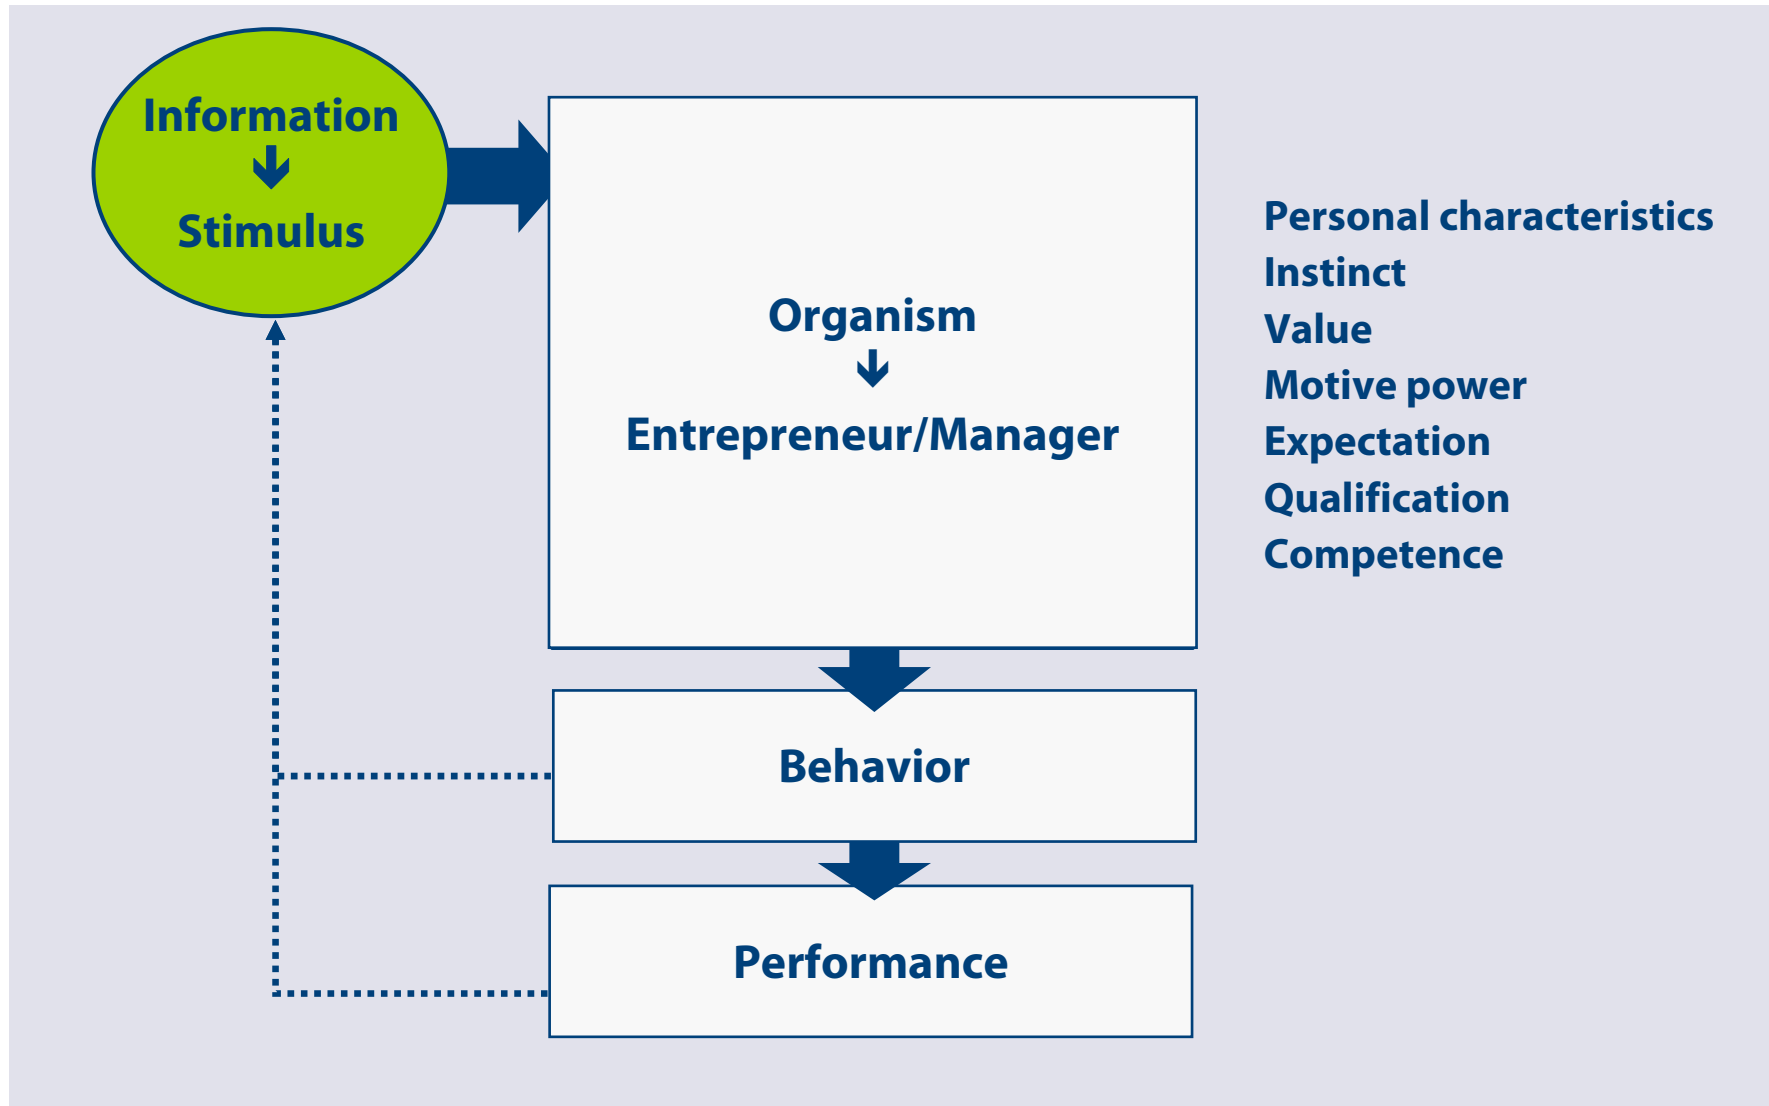 Information
Stimulus
Organism
Entrepreneur/Manager
Personal characteristics
Instinct
Value
Motive power
Expectation
Qualification
Competence
Behavior
Performance